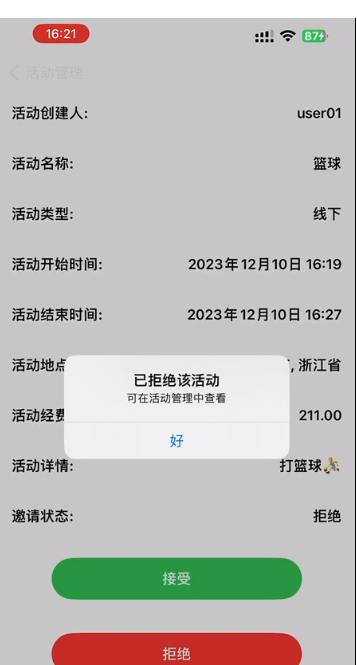 16:21
87
活动管理
活动创建人: user01
活动名称: 篮球
活动类型: 线下
活动开始时间: 2023年12月10日 16:19
活动结束时间: 2023年12月10日 16:27
活动地点 , 浙江省
已拒绝该活动
可在活动管理中查看
活动经费 211.00
好
活动详情: 打篮球⛹
邀请状态: 拒绝
接受
拒绝